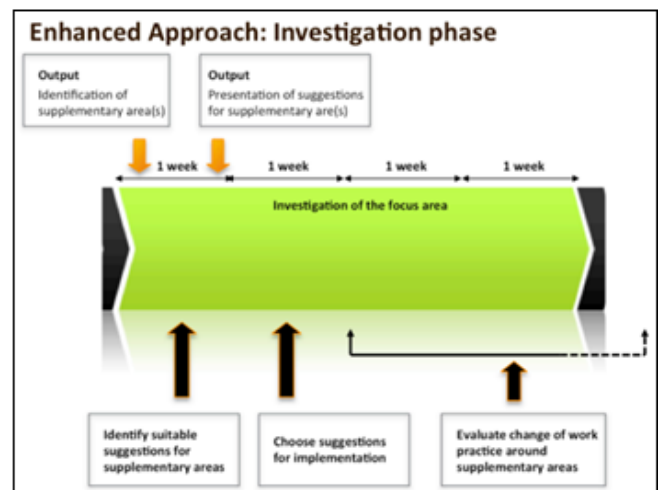 Enhanced Approach: Investigation phase
Output
Identification of
supplementary area(s)
Output
Presentation of suggestions
for supplementary are(s)
1 week
1 week
1 week
1 week
Investigation of the focus area
Identify suitable
suggestions for
supplementary areas
Choose suggestions
for implementation
Evaluate change of work
practice around
supplementary areas